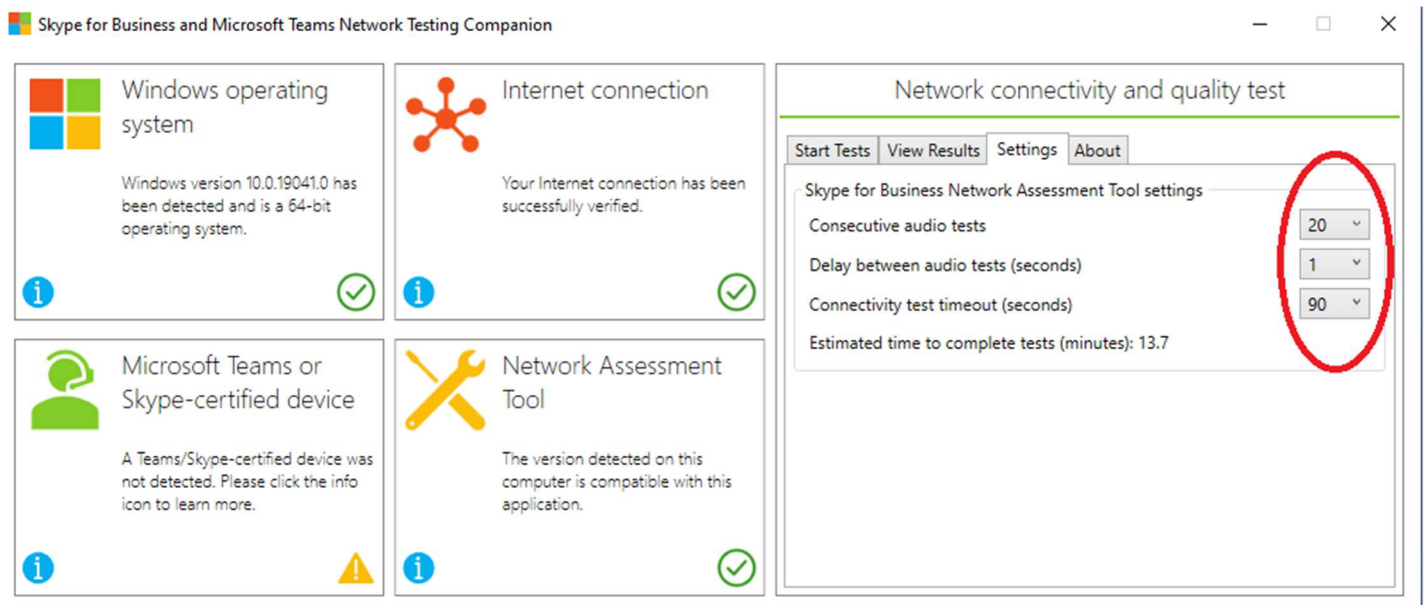 Skype for Business and Microsoft Teams Network Testing Companion
Windows operating
system
Windows version 10.0.19041.0 has
been detected and is a 64-bit
operating system.
Internet connection
Your Internet connection has been
successfully verified.
Microsoft Teams or
Skype-certified device
A Teams/Skype-certified device was
not detected. Please click the info
icon to learn more.
Network Assessment
Tool
The version detected on this
computer is compatible with this
application.
Network connectivity and quality test
Start Tests View Results Settings About
Skype for Business Network Assessment Tool settings
Consecutive audio tests 20
Delay between audio tests (seconds) 1
Connectivity test timeout (seconds) 90
Estimated time to complete tests (minutes): 13.7